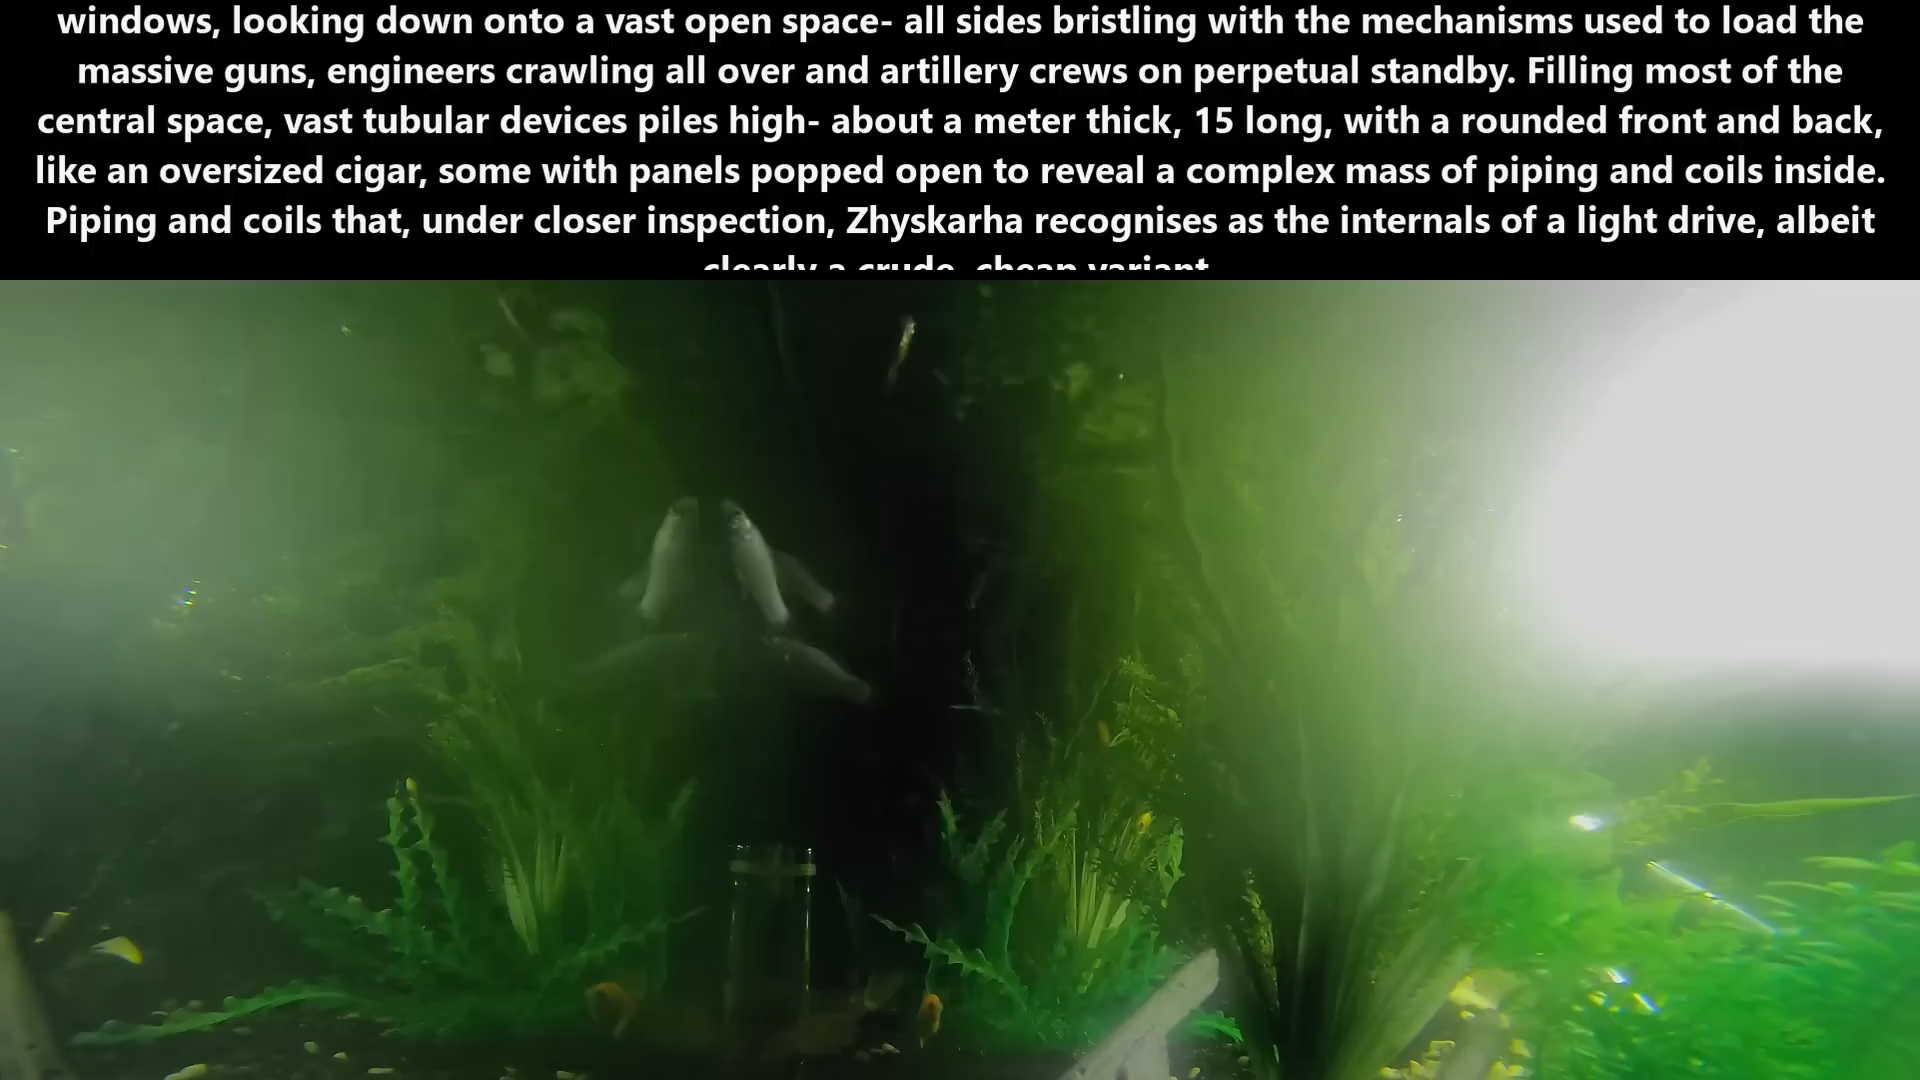 windows, looking down onto a vast open space- all sides bristling with the mechanisms used to load the
massive guns, engineers crawling all over and artillery crews on perpetual standby. Filling most of the
central space, vast tubular devices piles high- about a meter thick, 15 long, with a rounded front and back,
like an oversized cigar, some with panels popped open to reveal a complex mass of piping and coils inside.
Piping and coils that, under closer inspection, Zhyskarha recognises as the internals of a light drive, albeit
clearly a crude, cheap variant